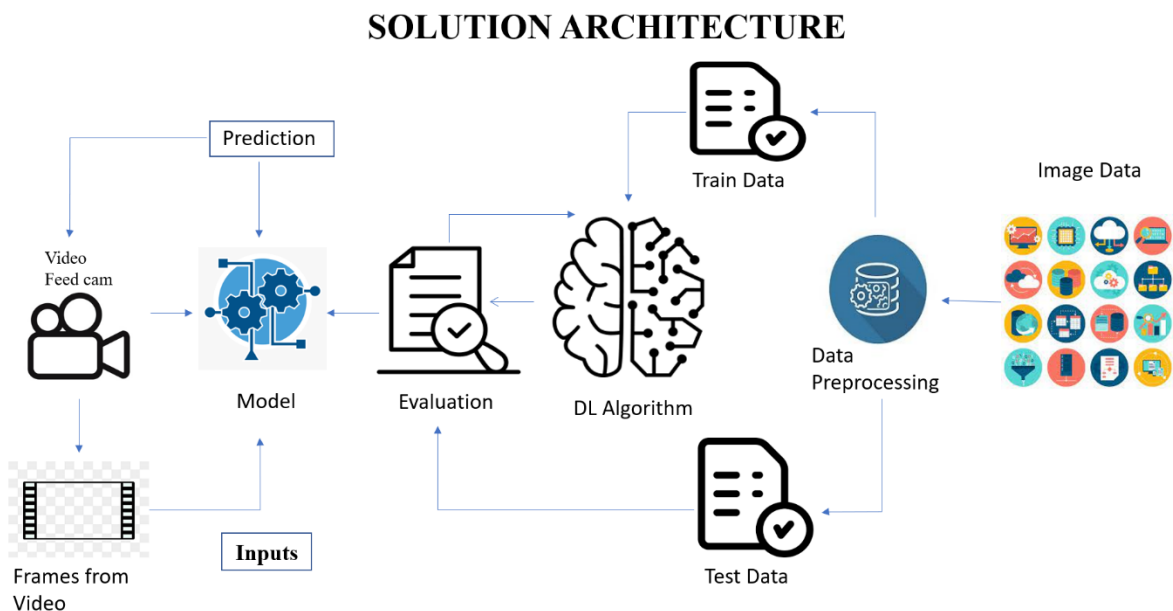 SOLUTION ARCHITECTURE
Prediction
Train Data
Image Data
Video
Feed cam
Model
Evaluation
DL Algorithm
Data
Preprocessing
Inputs
Frames from
Video
Test Data